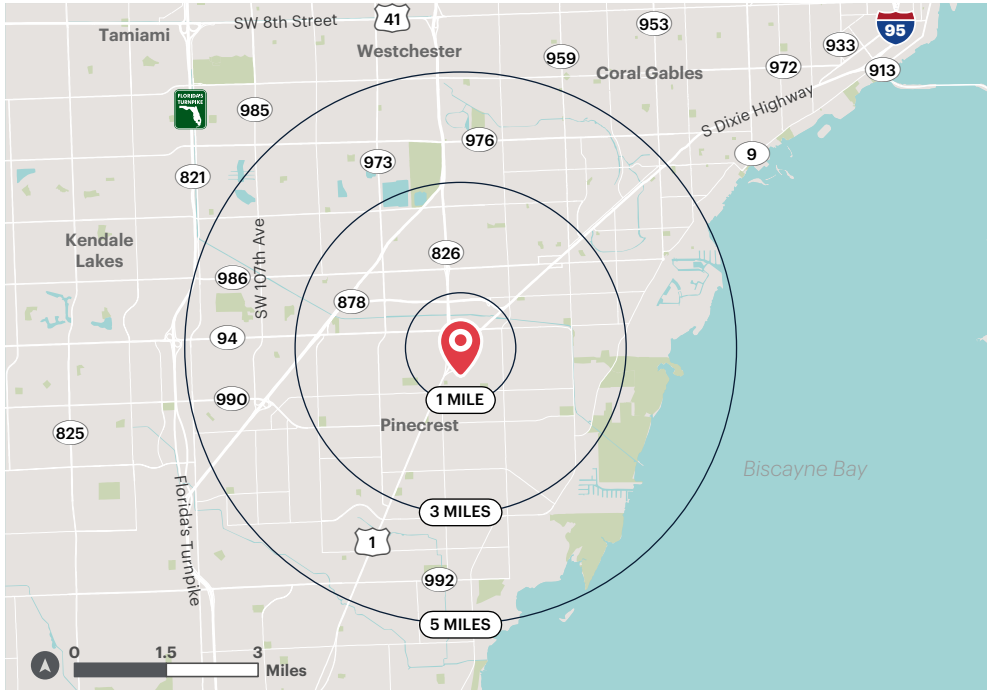 SW 8th Street
41
953
95
Tamiami
Westchester
959
933
Coral Gables
972
913
FLORIDA'S
TURNPIKE
985
S Dixie Highway
976
973
9
821
Kendale
Lakes
SW 107th Ave
826
986
878
94
990
1 MILE
Pinecrest
825
Biscayne Bay
Florida's Turnpike
3 MILES
1
992
5 MILES
0
1.5
3
Miles